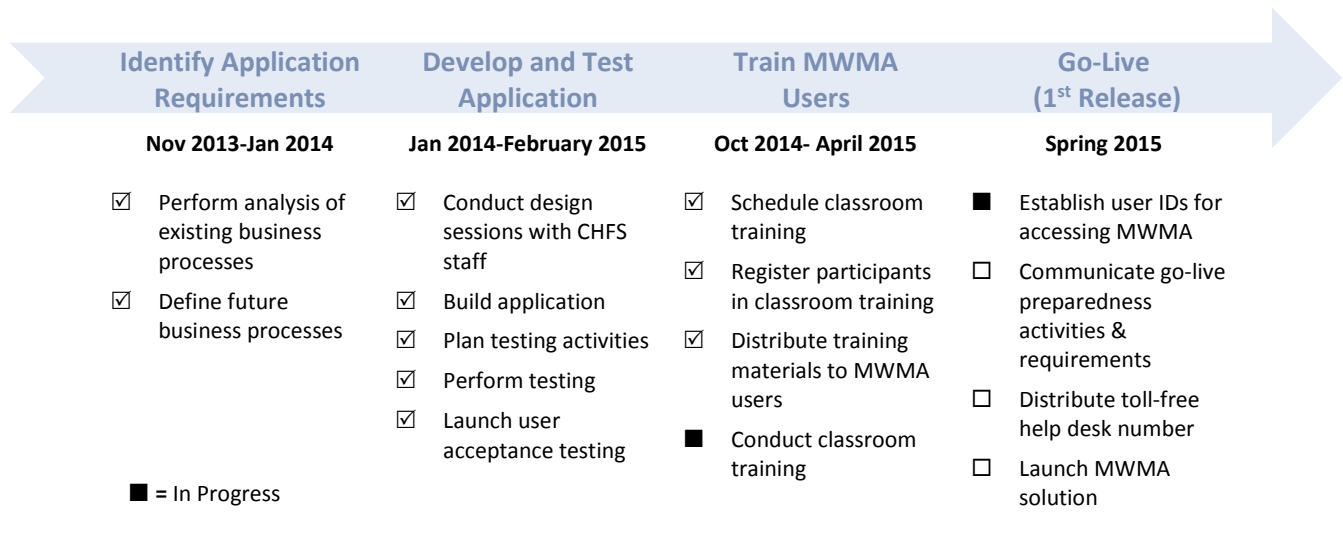 Identify Application
Requirements
Nov 2013-Jan 2014
☑ Perform analysis of
existing business
processes
☑ Define future
business processes
Develop and Test
Application
Jan 2014-February 2015
☑ Conduct design
sessions with CHFS
staff
☑ Build application
☑ Plan testing activities
☑ Perform testing
☑ Launch user
acceptance testing
Train MWMA
Users
Oct 2014- April 2015
☑ Schedule classroom
training
☑ Register participants
in classroom training
☑ Distribute training
materials to MWMA
users
■ Conduct classroom
training
Go-Live
(1st Release)
Spring 2015
■ Establish user IDs for
accessing MWMA
☐ Communicate go-live
preparedness
activities &
requirements
☐ Distribute toll-free
help desk number
☐ Launch MWMA
solution
■ = In Progress